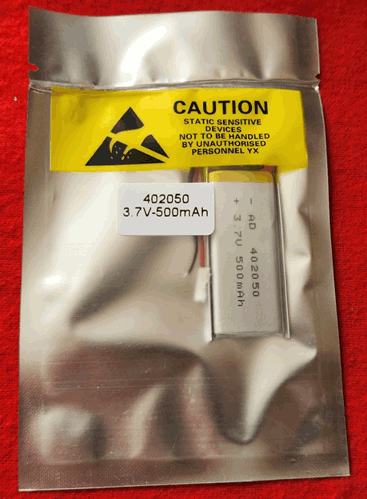 CAUTION
STATIC SENSITIVE
DEVICES
NOT TO BE HANDLED
BY UNAUTHORISED
PERSONNEL YX
402050
3.7V-500mAh
- AD 402050
+ 3.7V 500mAh